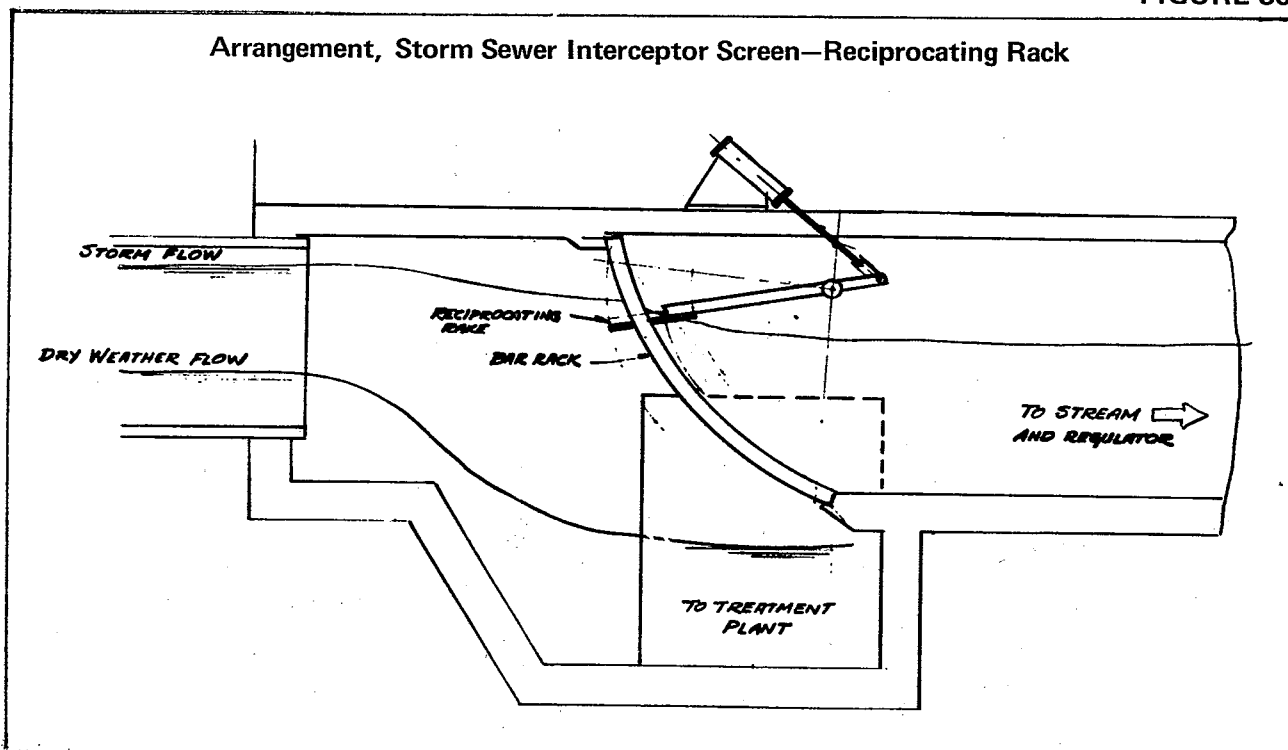 Arrangement, Storm Sewer Interceptor Screen—Reciprocating Rack
STORM FLOW
RECIPROCATING
RAKE
DRY WEATHER FLOW
BAR RACK
TO STREAM
AND REGULATOR
TO TREATMENT
PLANT